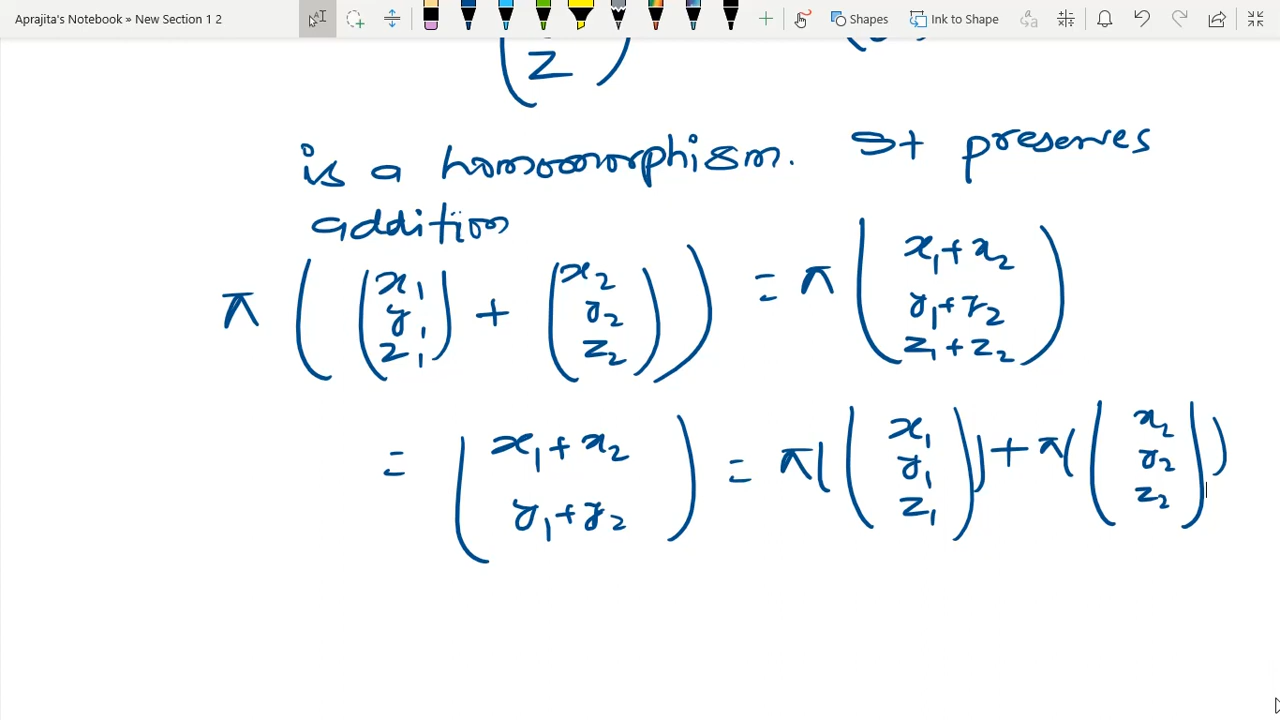 Aprajita's Notebook » New Section 1 2
Shapes
Ink to Shape
z
is a homomorphism. It preserves
addition
π ( ( x₁ y₁ z₁ ) + ( x₂ y₂ z₂ ) ) = π ( x₁+x₂ y₁+y₂ z₁+z₂ )
= ( x₁+x₂ y₁+y₂ ) = π( ( x₁ y₁ z₁ ) ) + π( ( x₂ y₂ z₂ ) )